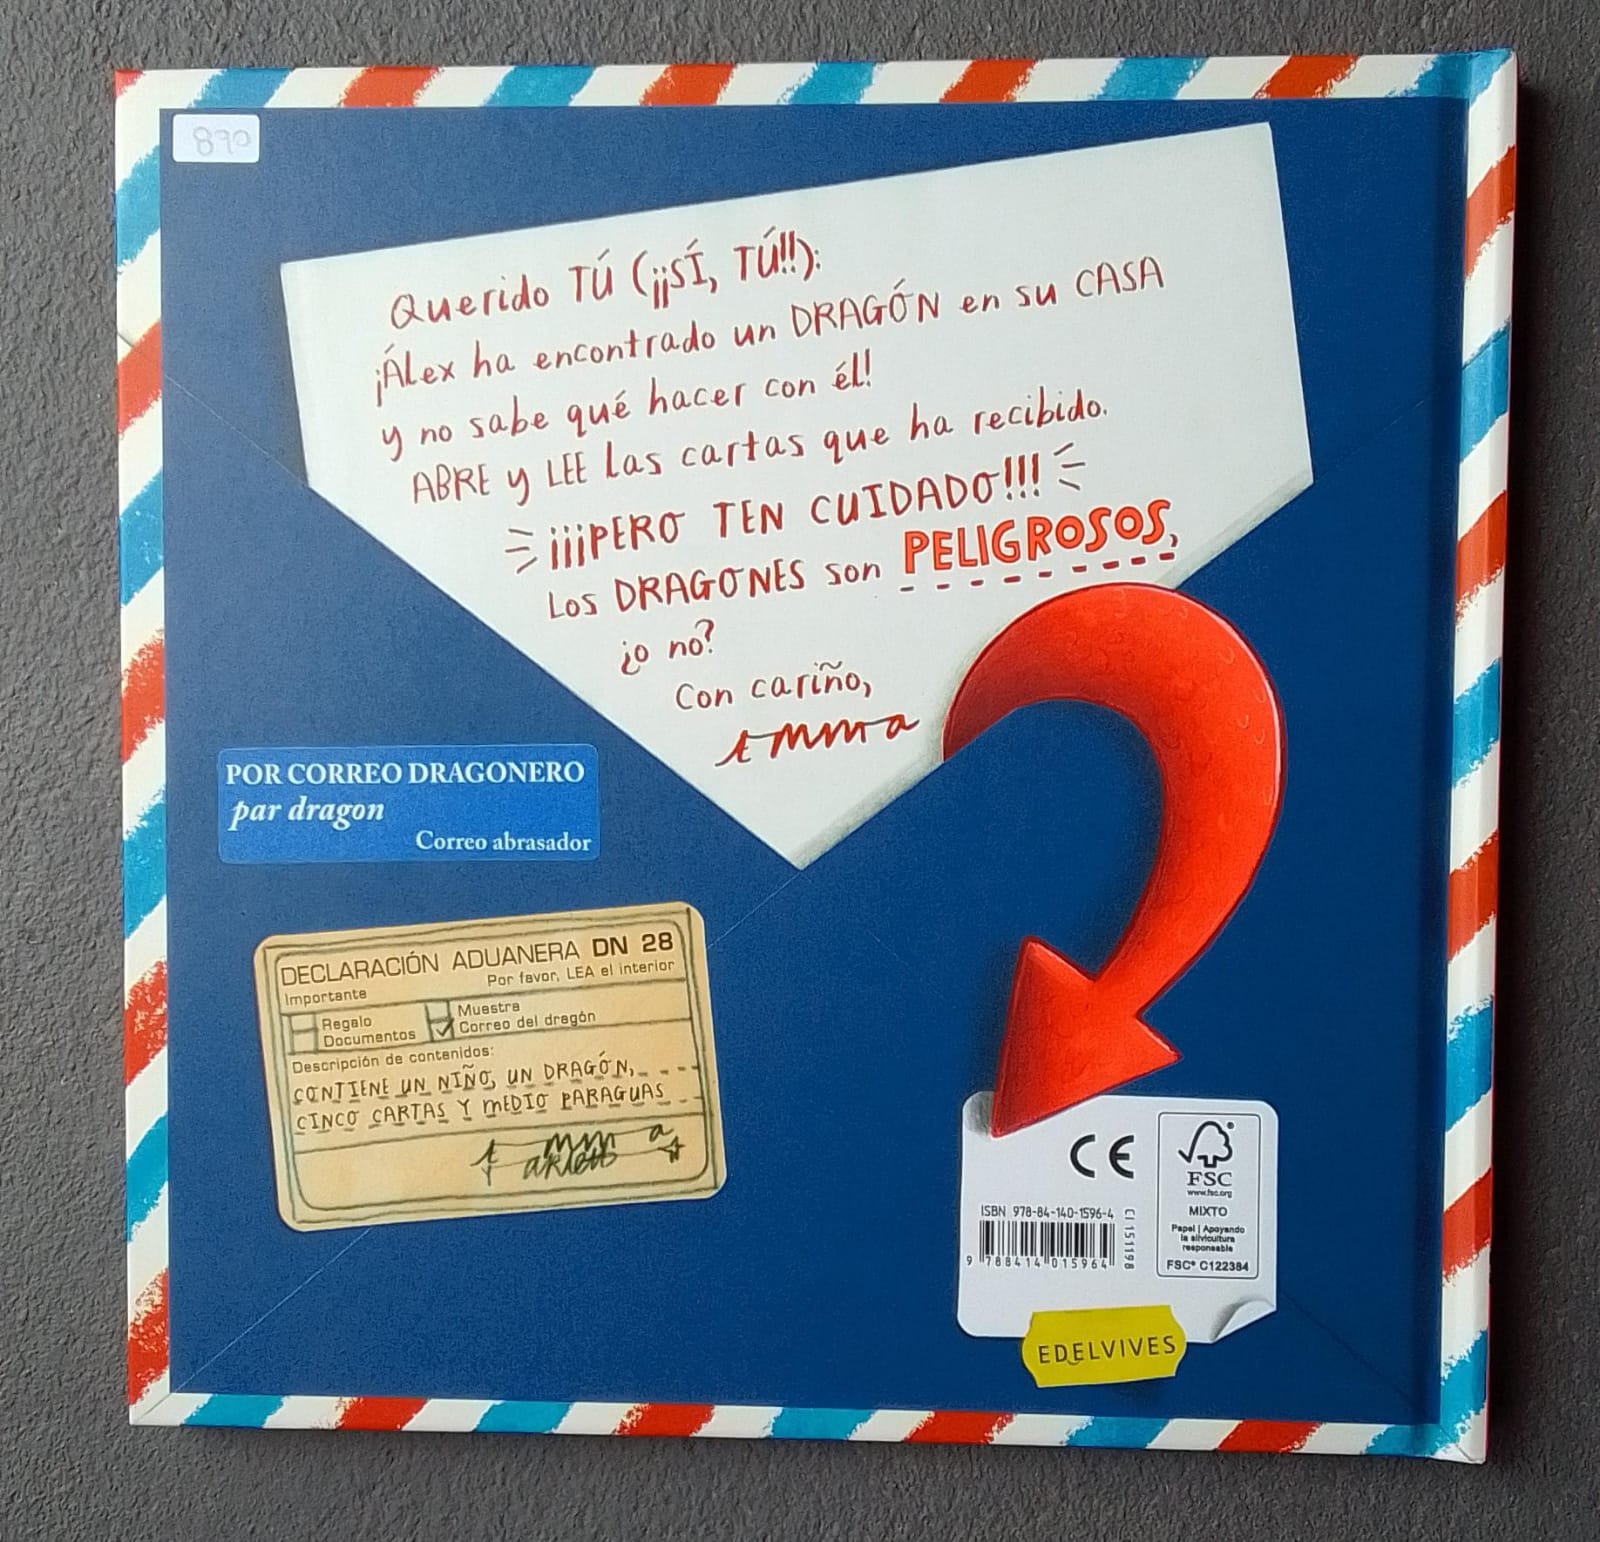 890
Querido TÚ (¡¡SÍ, TÚ!!):
¡Álex ha encontrado un DRAGÓN en su CASA
y no sabe qué hacer con él!
ABRE y LEE las cartas que ha recibido.
¡¡¡PERO TEN CUIDADO!!!
Los DRAGONES son PELIGROSOS,
¿o no?
Con cariño,
Emma
POR CORREO DRAGONERO
par dragon
Correo abrasador
DECLARACIÓN ADUANERA DN 28
Importante Por favor, LEA el interior
Regalo Muestra
Documentos Correo del dragón
Descripción de contenidos:
CONTIENE UN NIÑO, UN DRAGÓN,
CINCO CARTAS Y MEDIO PARAGUAS
Emma
CE
FSC
www.fsc.org
MIXTO
Papel | Apoyando
la silvicultura
responsable
FSC® C122384
ISBN 978-84-140-1596-4
9 788414 015964
CI 151198
EDELVIVES